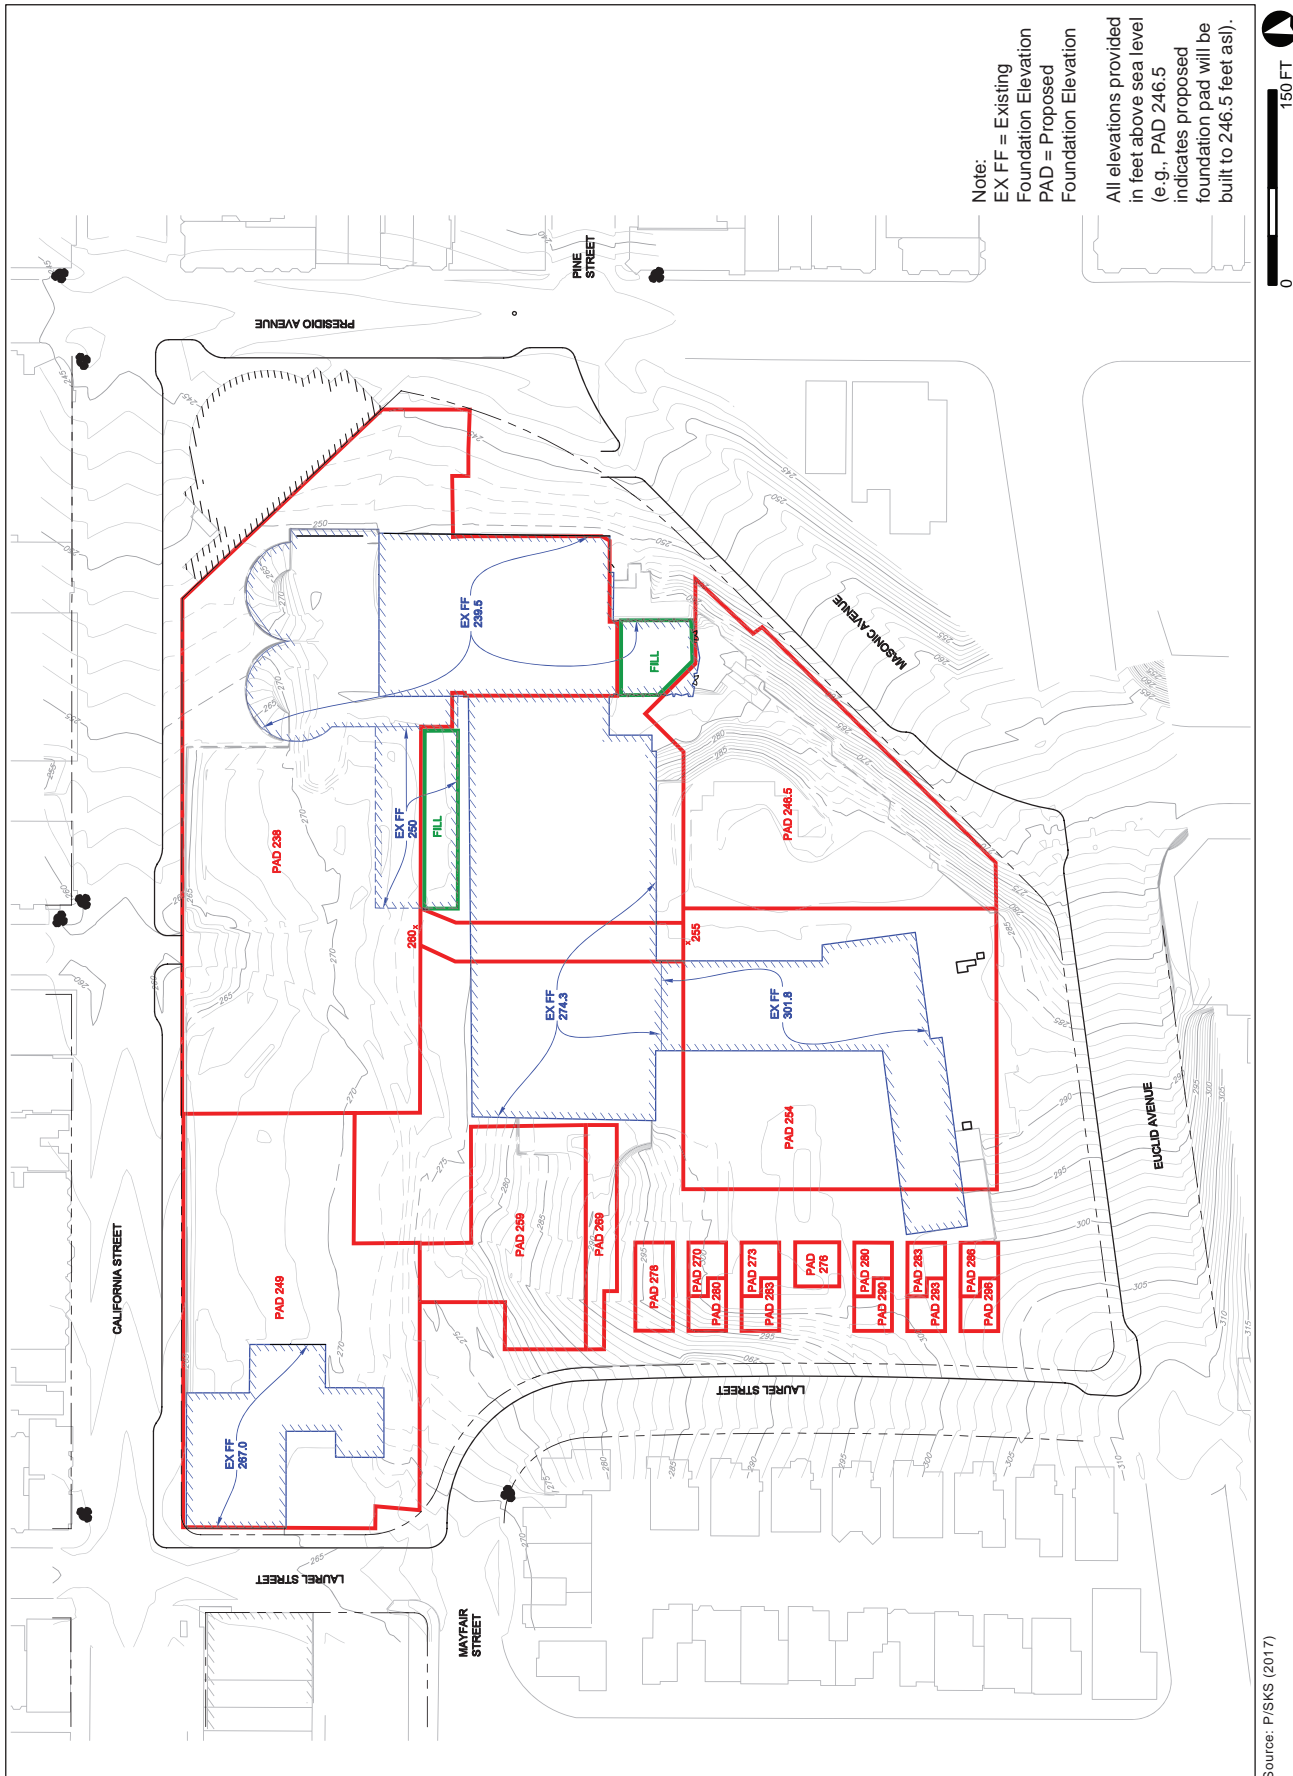 Note:
EX FF = Existing
Foundation Elevation
PAD = Proposed
Foundation Elevation
All elevations provided
in feet above sea level
(e.g., PAD 246.5
indicates proposed
foundation pad will be
built to 246.5 feet asl).
0
150 FT
CALIFORNIA STREET
PRESIDIO AVENUE
PINE
STREET
MASONIC AVENUE
EUCLID AVENUE
LAUREL STREET
LAUREL STREET
MAYFAIR
STREET
PAD 238
PAD 249
EX FF
267.0
EX FF
250
FILL
EX FF
239.5
FILL
EX FF
274.3
EX FF
301.8
260 x
x 255
PAD 246.5
PAD 254
PAD 259
PAD 269
PAD 278
PAD 270
PAD 280
PAD 273
PAD 283
PAD
276
PAD 280
PAD 290
PAD 283
PAD 293
PAD 286
PAD 296
Source: P/SKS (2017)